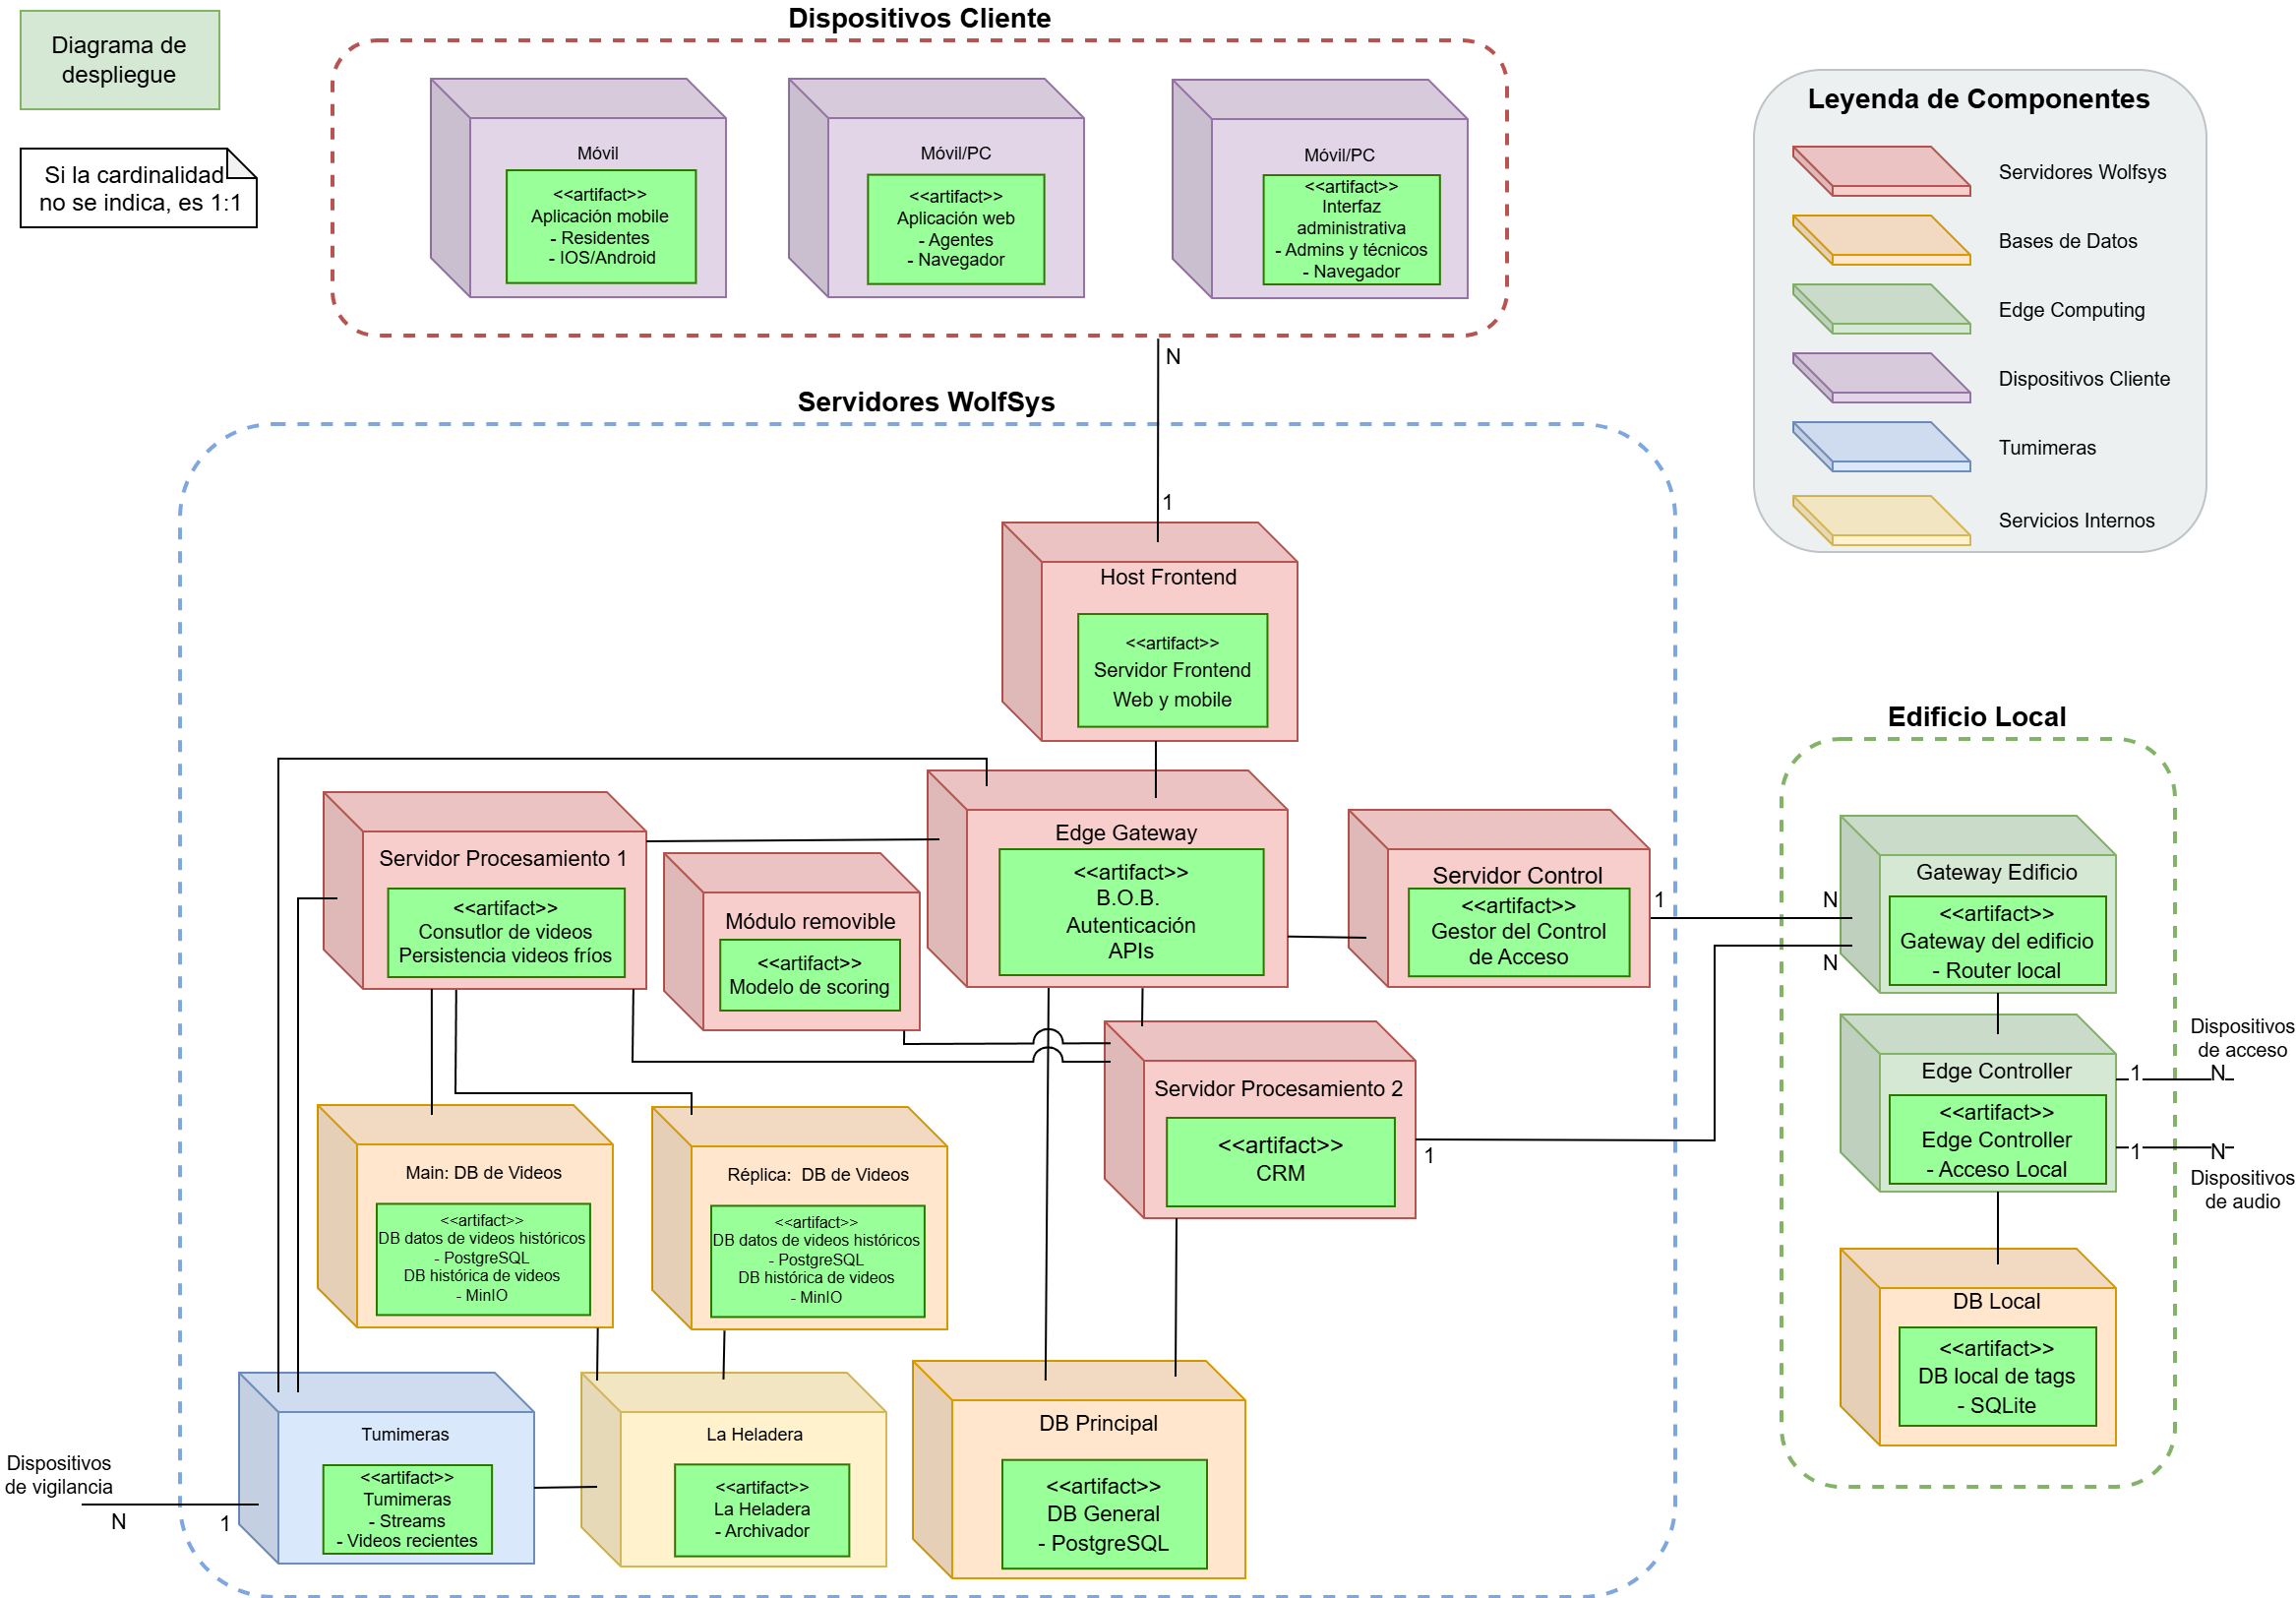 Diagrama de
despliegue
Si la cardinalidad
no se indica, es 1:1
Dispositivos Cliente
Móvil
<<artifact>>
Aplicación mobile
- Residentes
- IOS/Android
Móvil/PC
<<artifact>>
Aplicación web
- Agentes
- Navegador
Móvil/PC
<<artifact>>
Interfaz
administrativa
- Admins y técnicos
- Navegador
Leyenda de Componentes
Servidores Wolfsys
Bases de Datos
Edge Computing
Dispositivos Cliente
Tumimeras
Servicios Internos
N
1
Servidores WolfSys
Host Frontend
<<artifact>>
Servidor Frontend
Web y mobile
Servidor Procesamiento 1
<<artifact>>
Consutlor de videos
Persistencia videos fríos
Módulo removible
<<artifact>>
Modelo de scoring
Edge Gateway
<<artifact>>
B.O.B.
Autenticación
APIs
Servidor Control
<<artifact>>
Gestor del Control
de Acceso
1
N
N
1
Servidor Procesamiento 2
<<artifact>>
CRM
Main: DB de Videos
<<artifact>>
DB datos de videos históricos
- PostgreSQL
DB histórica de videos
- MinIO
Réplica:  DB de Videos
<<artifact>>
DB datos de videos históricos
- PostgreSQL
DB histórica de videos
- MinIO
Tumimeras
<<artifact>>
Tumimeras
- Streams
- Videos recientes
La Heladera
<<artifact>>
La Heladera
- Archivador
DB Principal
<<artifact>>
DB General
- PostgreSQL
Dispositivos
de vigilancia
N
1
Edificio Local
Gateway Edificio
<<artifact>>
Gateway del edificio
- Router local
Edge Controller
<<artifact>>
Edge Controller
- Acceso Local
Dispositivos
de acceso
1
N
1
N
Dispositivos
de audio
DB Local
<<artifact>>
DB local de tags
- SQLite